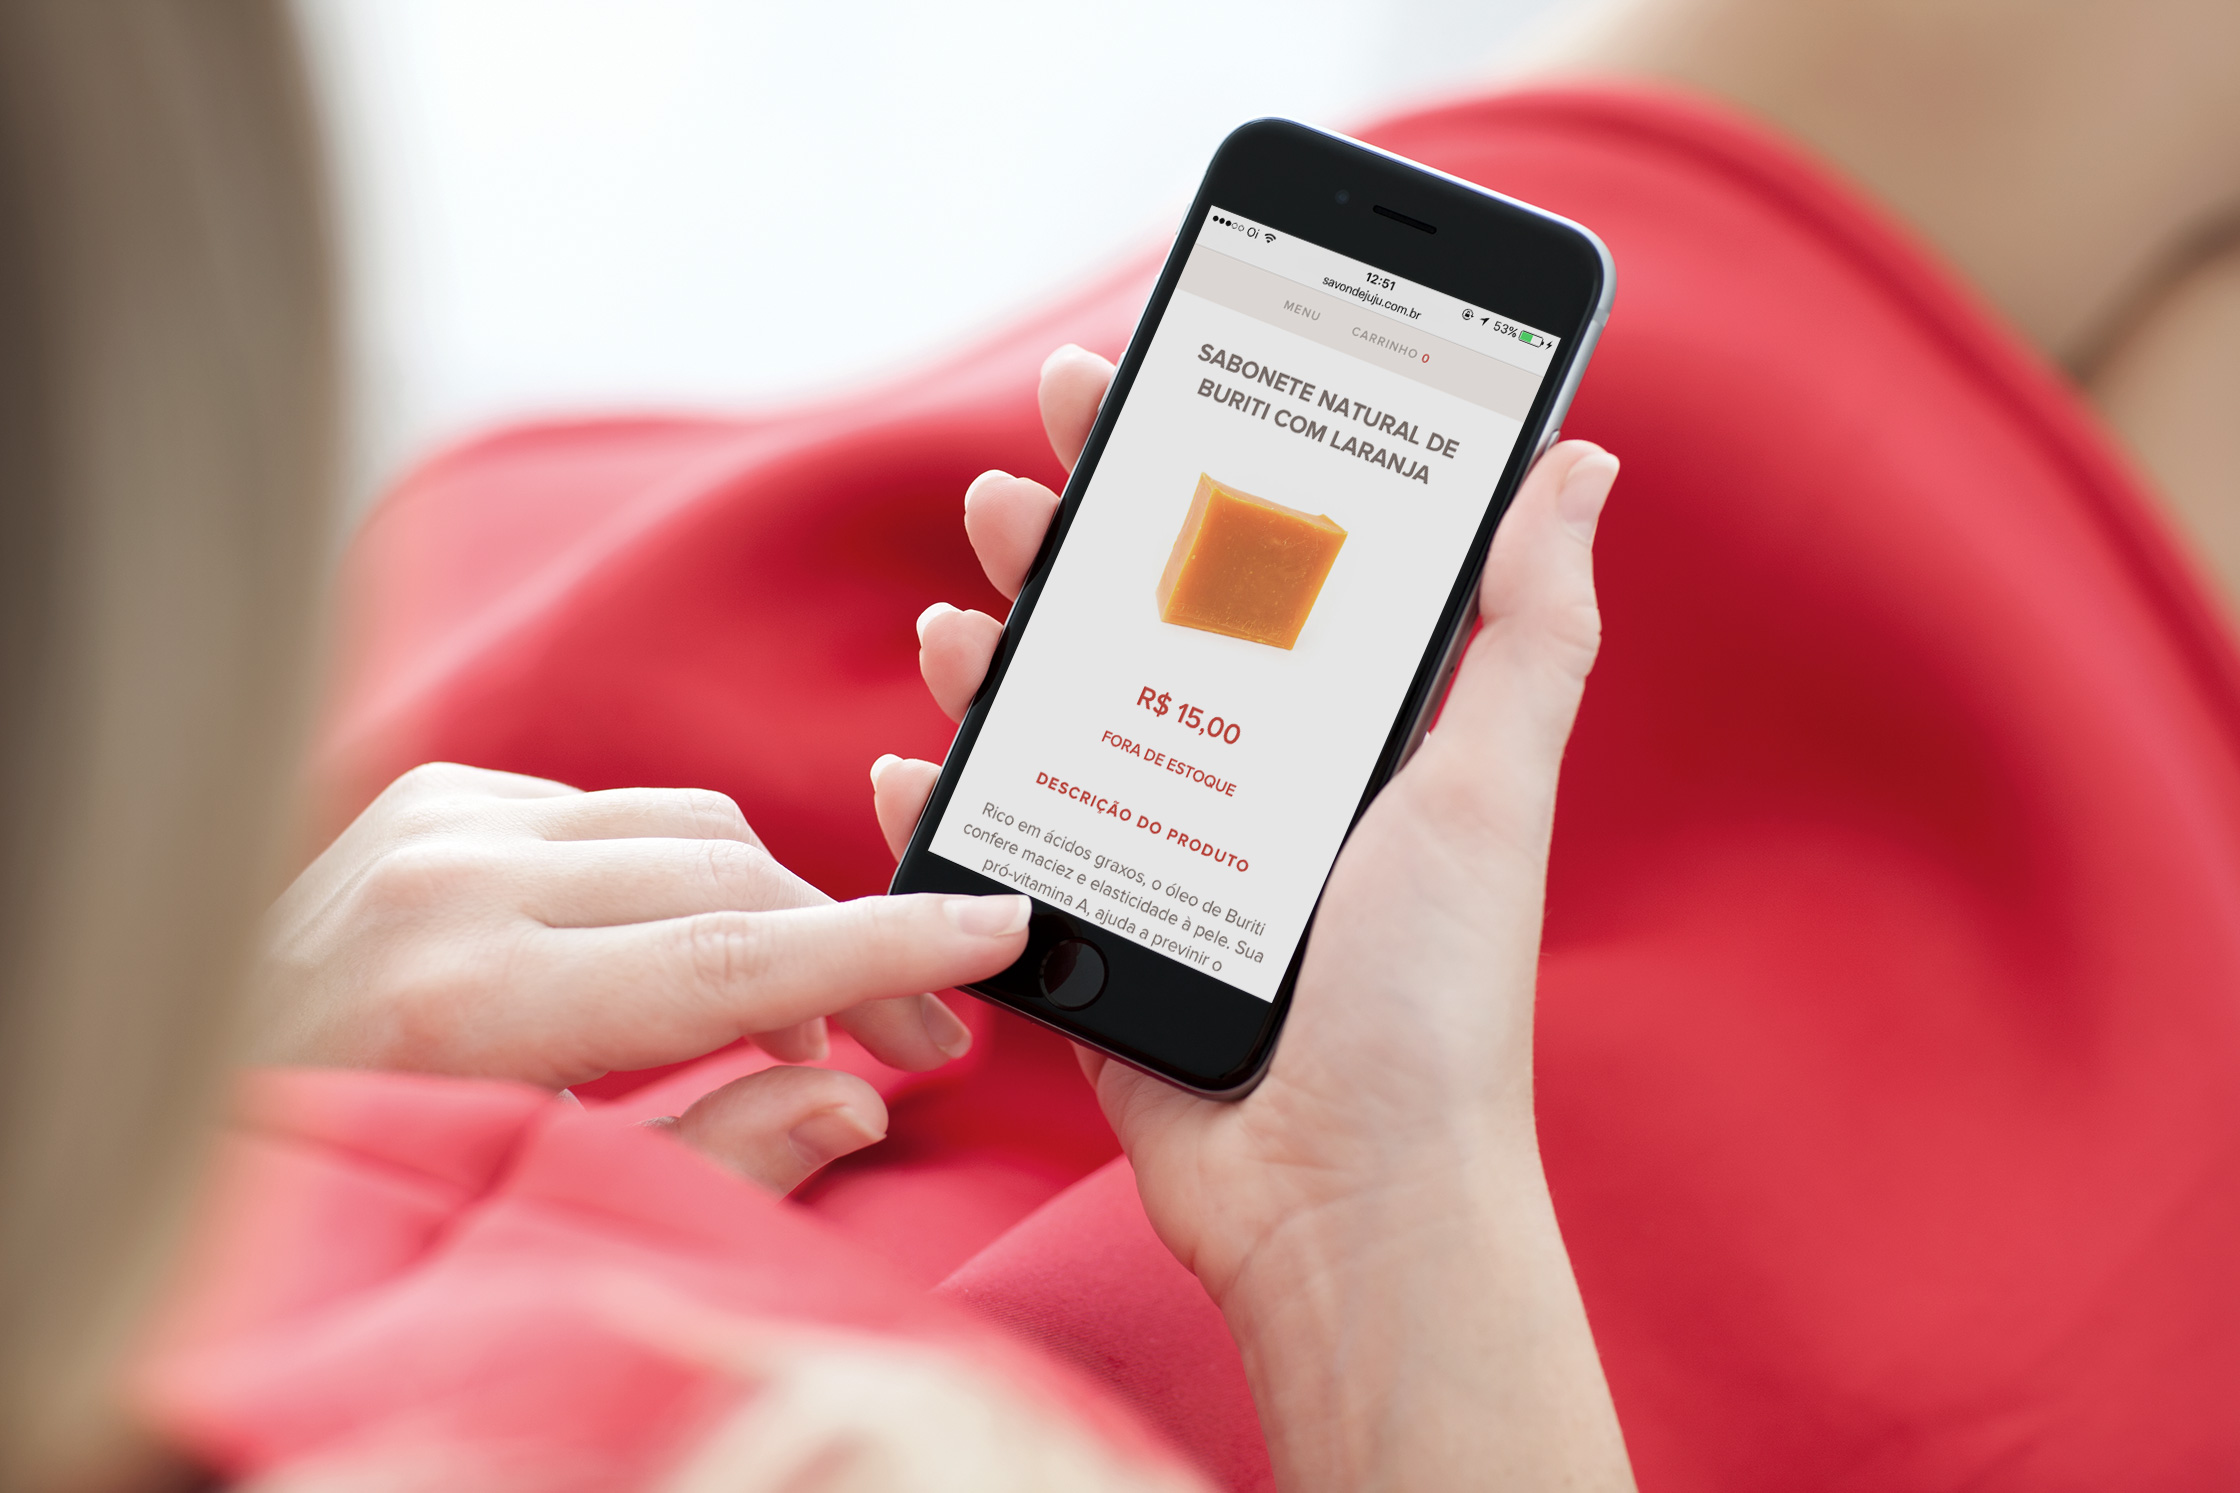 Oi
12:51
53%
savondejuju.com.br
MENU CARRINHO 0
SABONETE NATURAL DE
BURITI COM LARANJA
R$ 15,00
FORA DE ESTOQUE
DESCRIÇÃO DO PRODUTO
Rico em ácidos graxos, o óleo de Buriti
confere maciez e elasticidade à pele. Sua
pró-vitamina A, ajuda a previnir o